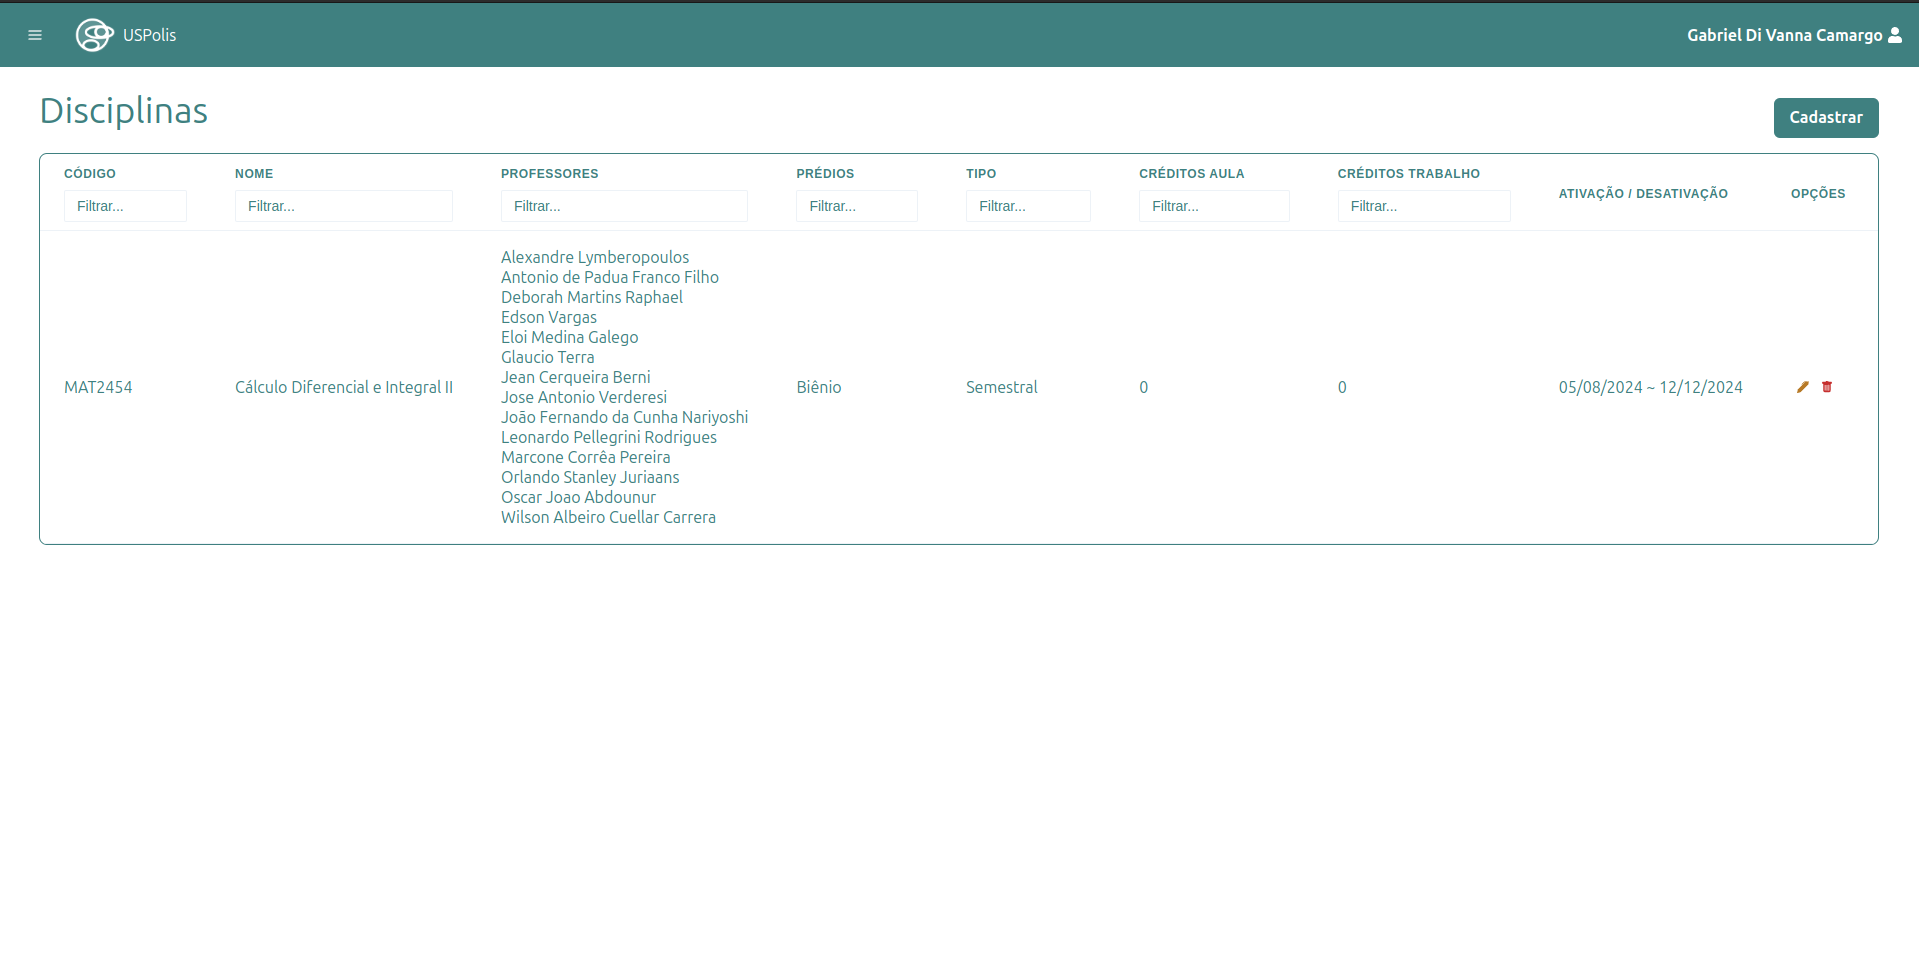 USPolis
Gabriel Di Vanna Camargo
Disciplinas
Cadastrar
CÓDIGO
NOME
PROFESSORES
PRÉDIOS
TIPO
CRÉDITOS AULA
CRÉDITOS TRABALHO
ATIVAÇÃO / DESATIVAÇÃO
OPÇÕES
Filtrar...
Filtrar...
Filtrar...
Filtrar...
Filtrar...
Filtrar...
Filtrar...
MAT2454
Cálculo Diferencial e Integral II
Alexandre Lymberopoulos
Antonio de Padua Franco Filho
Deborah Martins Raphael
Edson Vargas
Eloi Medina Galego
Glaucio Terra
Jean Cerqueira Berni
Jose Antonio Verderesi
João Fernando da Cunha Nariyoshi
Leonardo Pellegrini Rodrigues
Marcone Corrêa Pereira
Orlando Stanley Juriaans
Oscar Joao Abdounur
Wilson Albeiro Cuellar Carrera
Biênio
Semestral
0
0
05/08/2024 ~ 12/12/2024